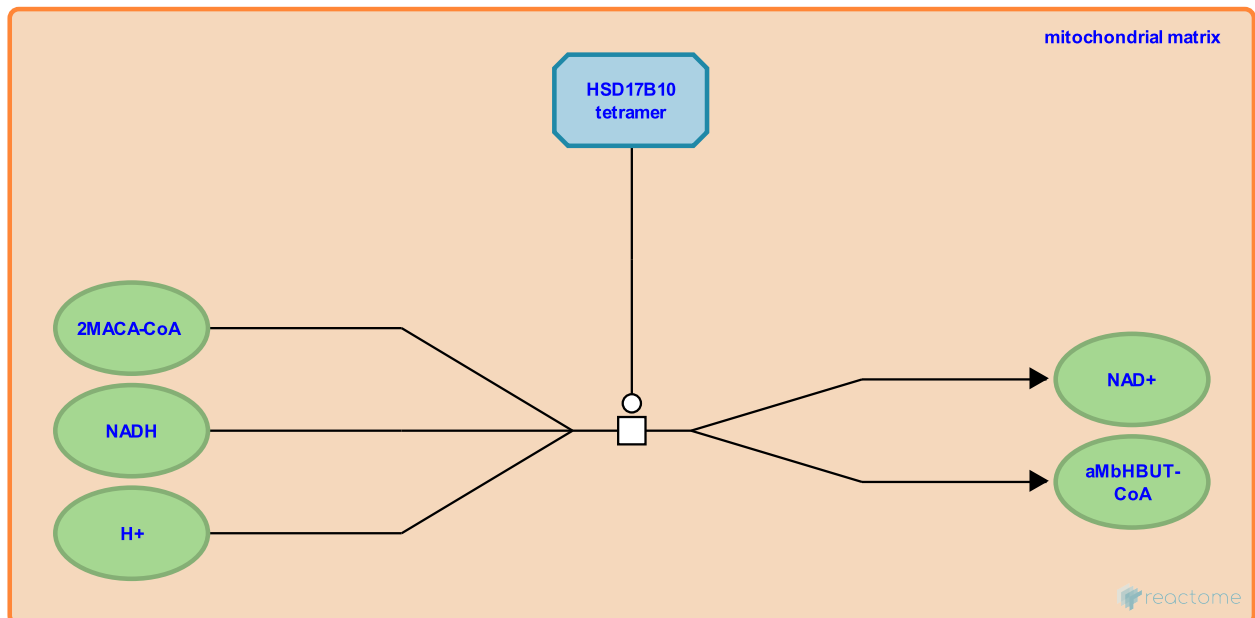 mitochondrial matrix
HSD17B10
tetramer
2MACA-CoA
NADH
H+
NAD+
aMbHBUT-
CoA
reactome